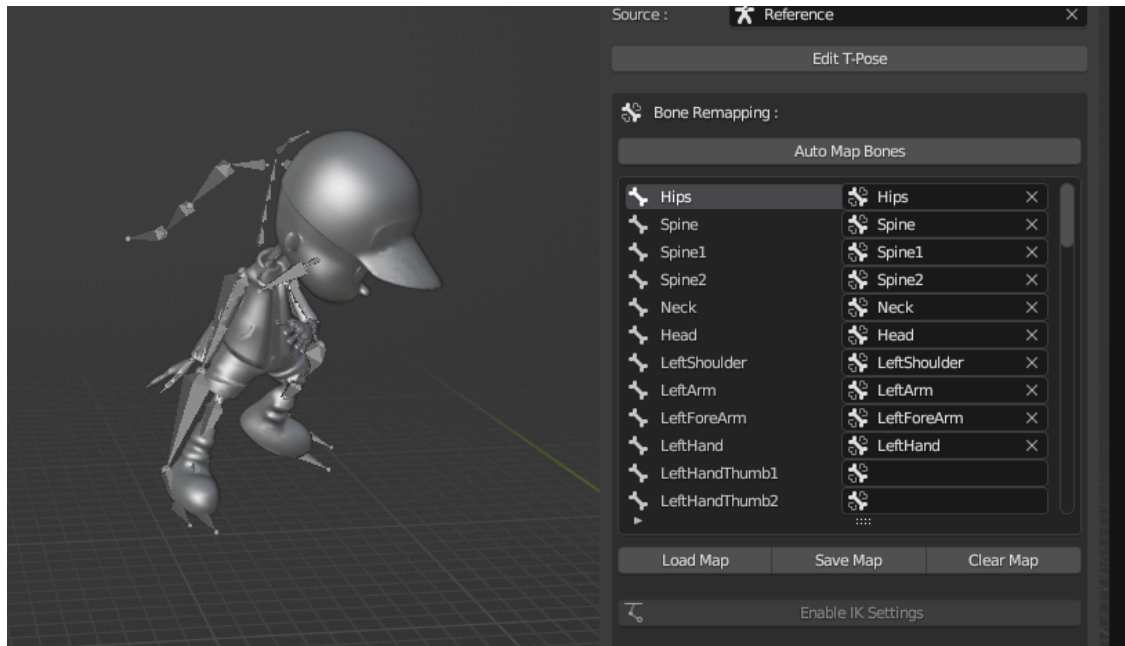 Source : Reference
Edit T-Pose
Bone Remapping :
Auto Map Bones
Hips Hips
Spine Spine
Spine1 Spine1
Spine2 Spine2
Neck Neck
Head Head
LeftShoulder LeftShoulder
LeftArm LeftArm
LeftForeArm LeftForeArm
LeftHand LeftHand
LeftHandThumb1
LeftHandThumb2
Load Map Save Map Clear Map
Enable IK Settings